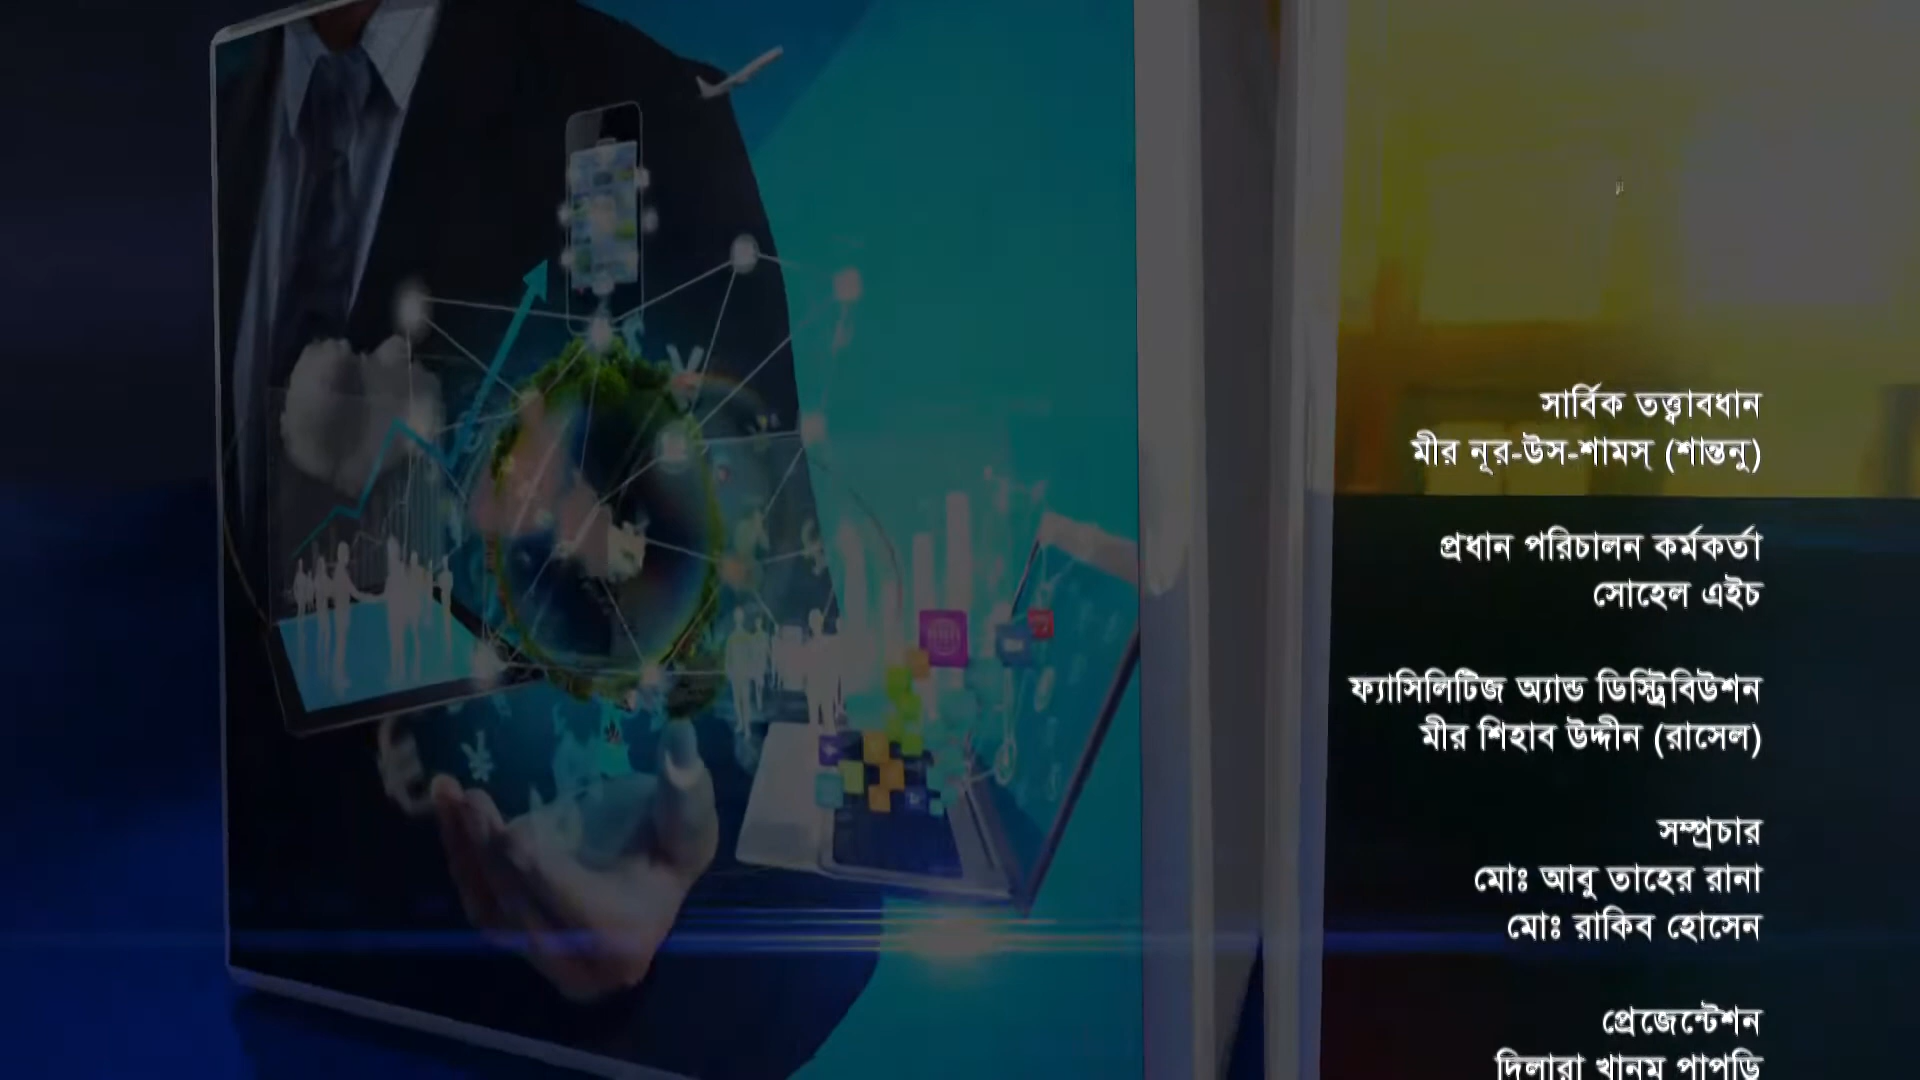 সার্বিক তত্ত্বাবধান
মীর নূর-উস-শামস্ (শান্তনু)
প্রধান পরিচালন কর্মকর্তা
সোহেল এইচ
ফ্যাসিলিটিজ অ্যান্ড ডিস্ট্রিবিউশন
মীর শিহাব উদ্দীন (রাসেল)
সম্প্রচার
মোঃ আবু তাহের রানা
মোঃ রাকিব হোসেন
প্রেজেন্টেশন
দিলারা খানম পাপড়ি